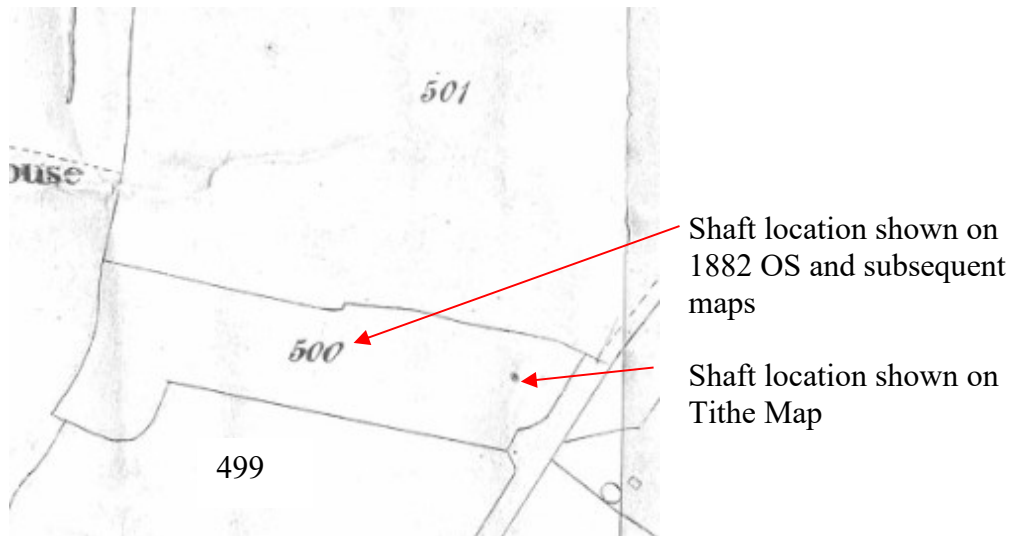 501
ouse
Shaft location shown on
1882 OS and subsequent
maps
500
Shaft location shown on
Tithe Map
499